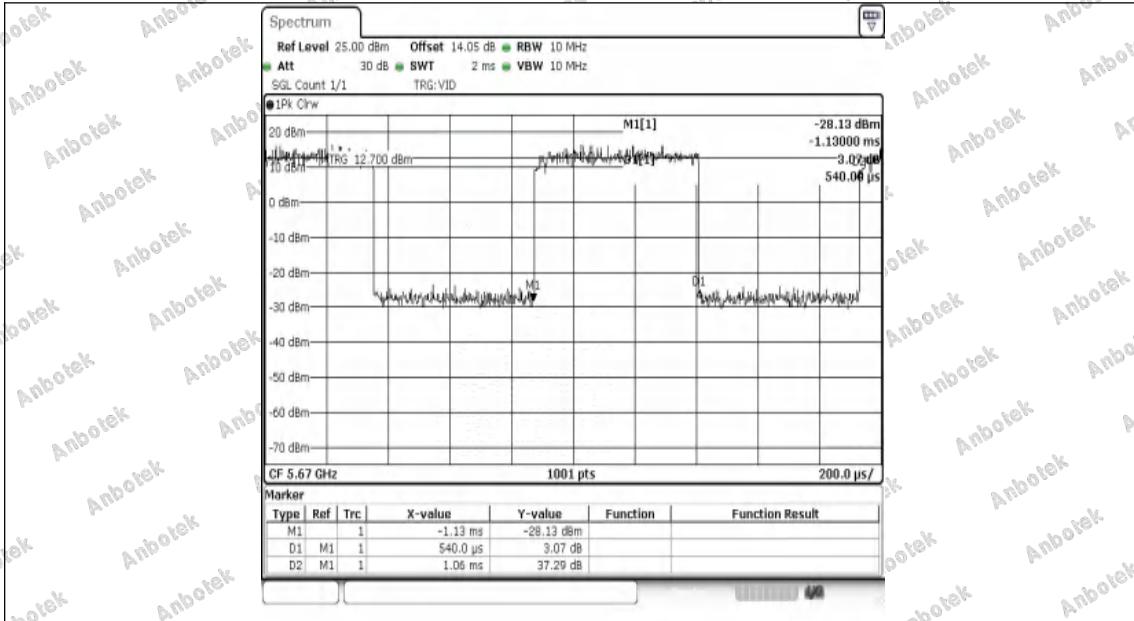 Spectrum
Ref Level 25.00 dBm Offset 14.05 dB RBW 10 MHz
Att 30 dB SWT 2 ms VBW 10 MHz
SGL Count 1/1 TRG: VID
1Pk Clrw
M1[1] -28.13 dBm
-1.13000 ms
20 dBm
TRG 12.700 dBm
D1[1] 3.07 dB
10 dBm
540.00 µs
0 dBm
-10 dBm
-20 dBm
M1
D1
-30 dBm
-40 dBm
-50 dBm
-60 dBm
-70 dBm
CF 5.67 GHz 1001 pts 200.0 µs/
Marker
Type Ref Trc X-value Y-value Function Function Result
M1 1 -1.13 ms -28.13 dBm
D1 M1 1 540.0 µs 3.07 dB
D2 M1 1 1.06 ms 37.29 dB
Anbotek